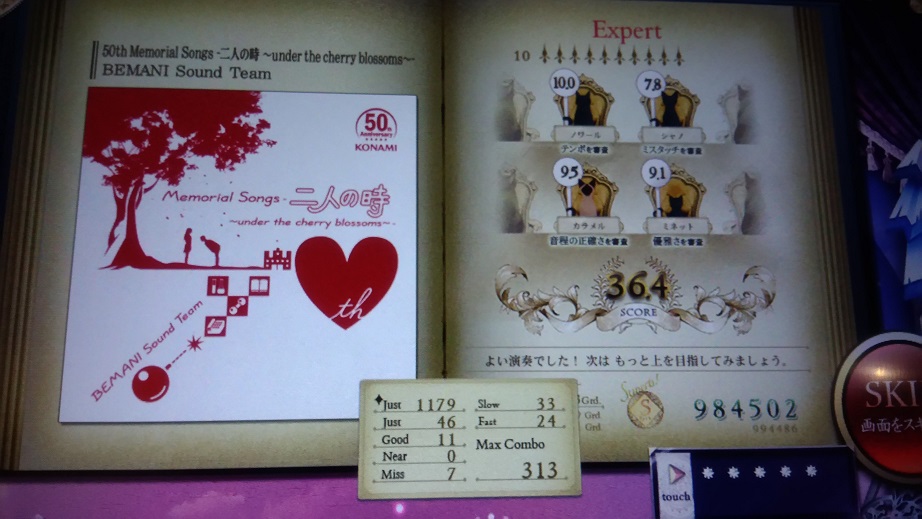 50th Memorial Songs -二人の時 ～under the cherry blossoms～-
BEMANI Sound Team
50th
Anniversary
KONAMI
Memorial Songs -二人の時
～under the cherry blossoms～-
th
BEMANI Sound Team
Expert
10
10.0
ノワール
テンポを審査
7.8
シャノ
ミスタッチを審査
9.5
カラメル
音程の正確さを審査
9.1
ミネット
優雅さを審査
36.4
SCORE
よい演奏でした！次は もっと上を目指してみましょう。
Grd.
Grd
Grd
Superb!
S
984502
994486
Just 1179
Just 46
Good 11
Near 0
Miss 7
Slow 33
Fast 24
Max Combo
313
touch
*****
SKI
画面をスキ